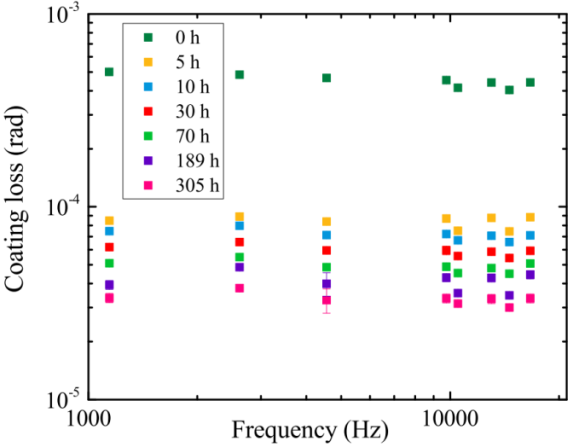 10⁻³
0 h
5 h
10 h
30 h
70 h
189 h
305 h
Coating loss (rad)
10⁻⁴
10⁻⁵
1000
10000
Frequency (Hz)